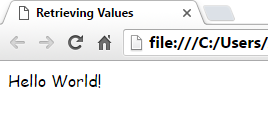 Retrieving Values
file:///C:/Users/
Hello World!